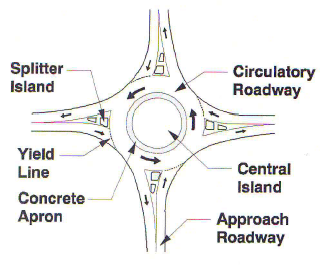 Splitter
Island
Circulatory
Roadway
Yield
Line
Concrete
Apron
Central
Island
Approach
Roadway